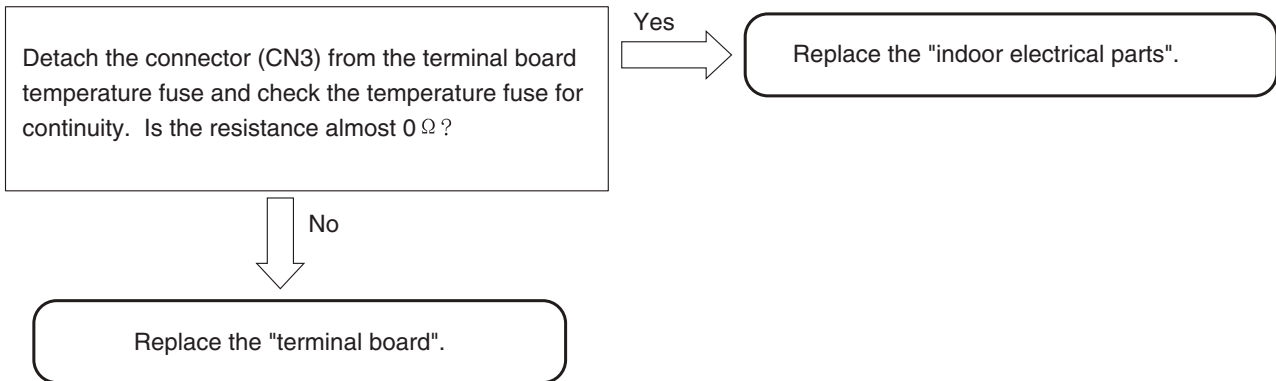 Detach the connector (CN3) from the terminal board
temperature fuse and check the temperature fuse for
continuity.  Is the resistance almost 0 Ω ?
Yes
Replace the "indoor electrical parts".
No
Replace the "terminal board".